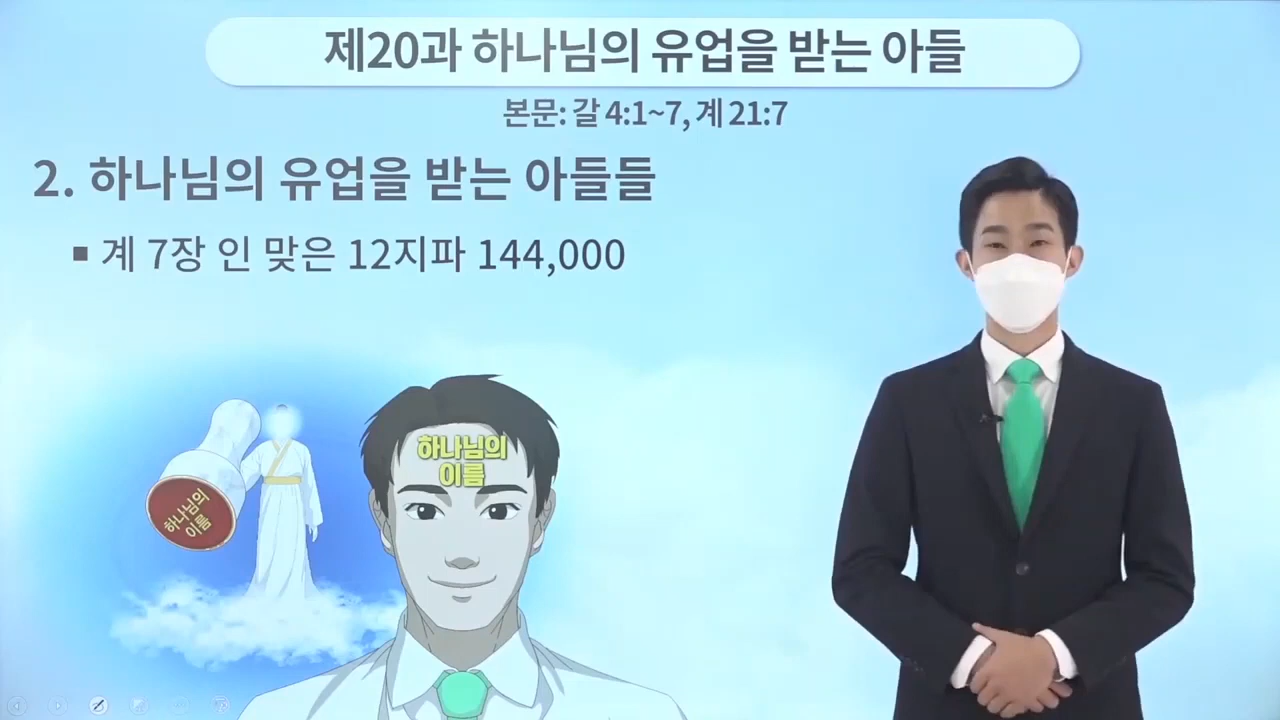 제20과 하나님의 유업을 받는 아들
본문: 갈 4:1~7, 계 21:7
2. 하나님의 유업을 받는 아들들
▪ 계 7장 인 맞은 12지파 144,000
하나님의
이름
하나님의
이름